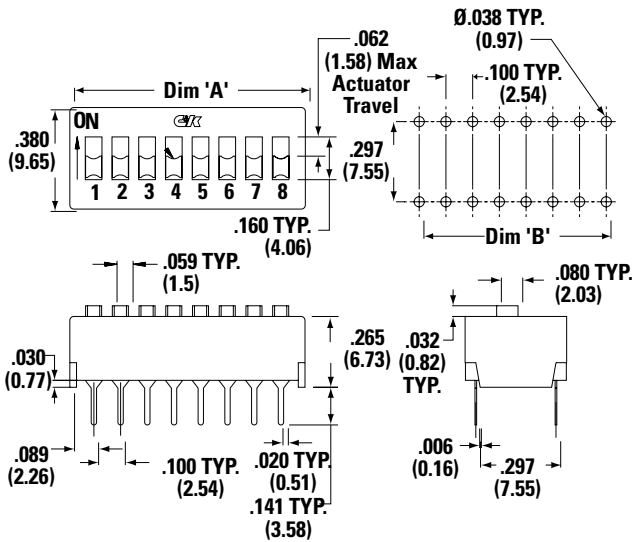 Ø.038 TYP.
(0.97)
.062
(1.58) Max
Actuator
Travel
.100 TYP.
(2.54)
Dim 'A'
ON
C&K
.380
(9.65)
1 2 3 4 5 6 7 8
.297
(7.55)
.160 TYP.
(4.06)
Dim 'B'
.059 TYP.
(1.5)
.080 TYP.
(2.03)
.265
(6.73)
.032
(0.82)
TYP.
.030
(0.77)
.089
(2.26)
.100 TYP.
(2.54)
.020 TYP.
(0.51)
.141 TYP.
(3.58)
.006
(0.16)
.297
(7.55)